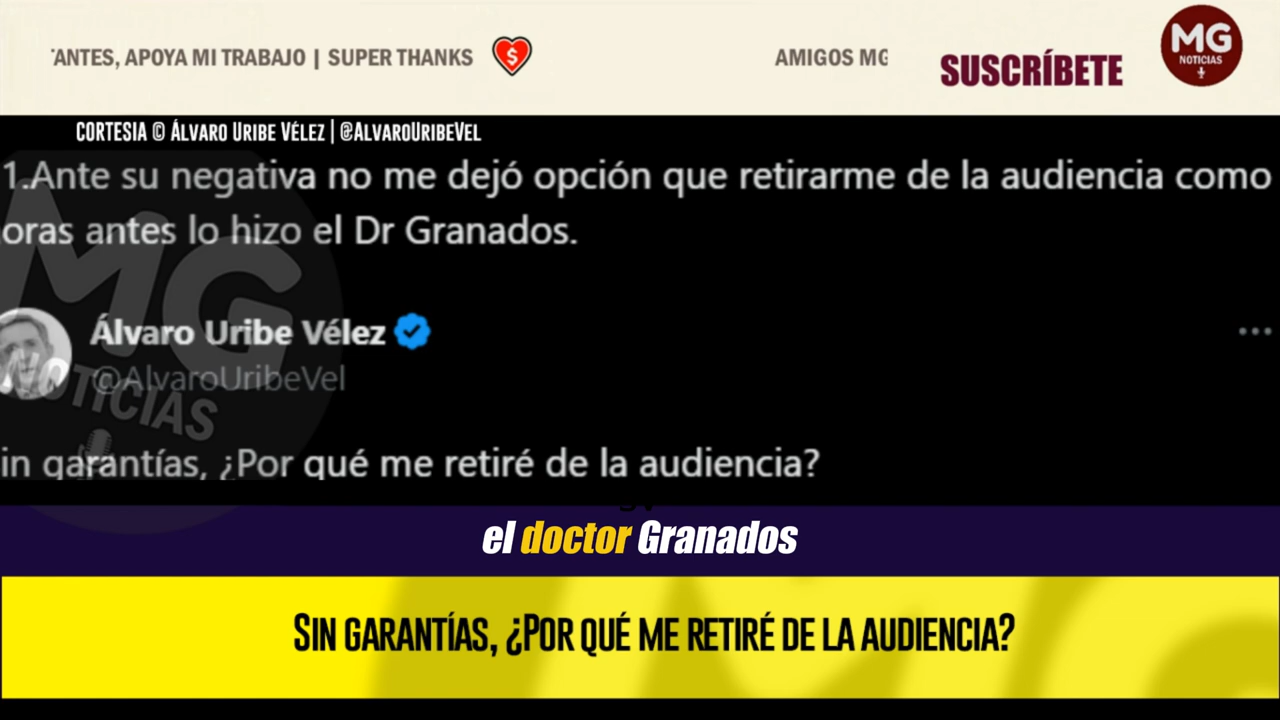 ANTES, APOYA MI TRABAJO | SUPER THANKS
AMIGOS MG
SUSCRÍBETE
MG
NOTICIAS
CORTESIA © ÁLVARO URIBE VÉLEZ | @ALVAROURIBEVEL
1.Ante su negativa no me dejó opción que retirarme de la audiencia como
oras antes lo hizo el Dr Granados.
MG
NOTICIAS
Álvaro Uribe Vélez
@AlvaroUribeVel
in garantías, ¿Por qué me retiré de la audiencia?
el doctor Granados
SIN GARANTÍAS, ¿POR QUÉ ME RETIRÉ DE LA AUDIENCIA?